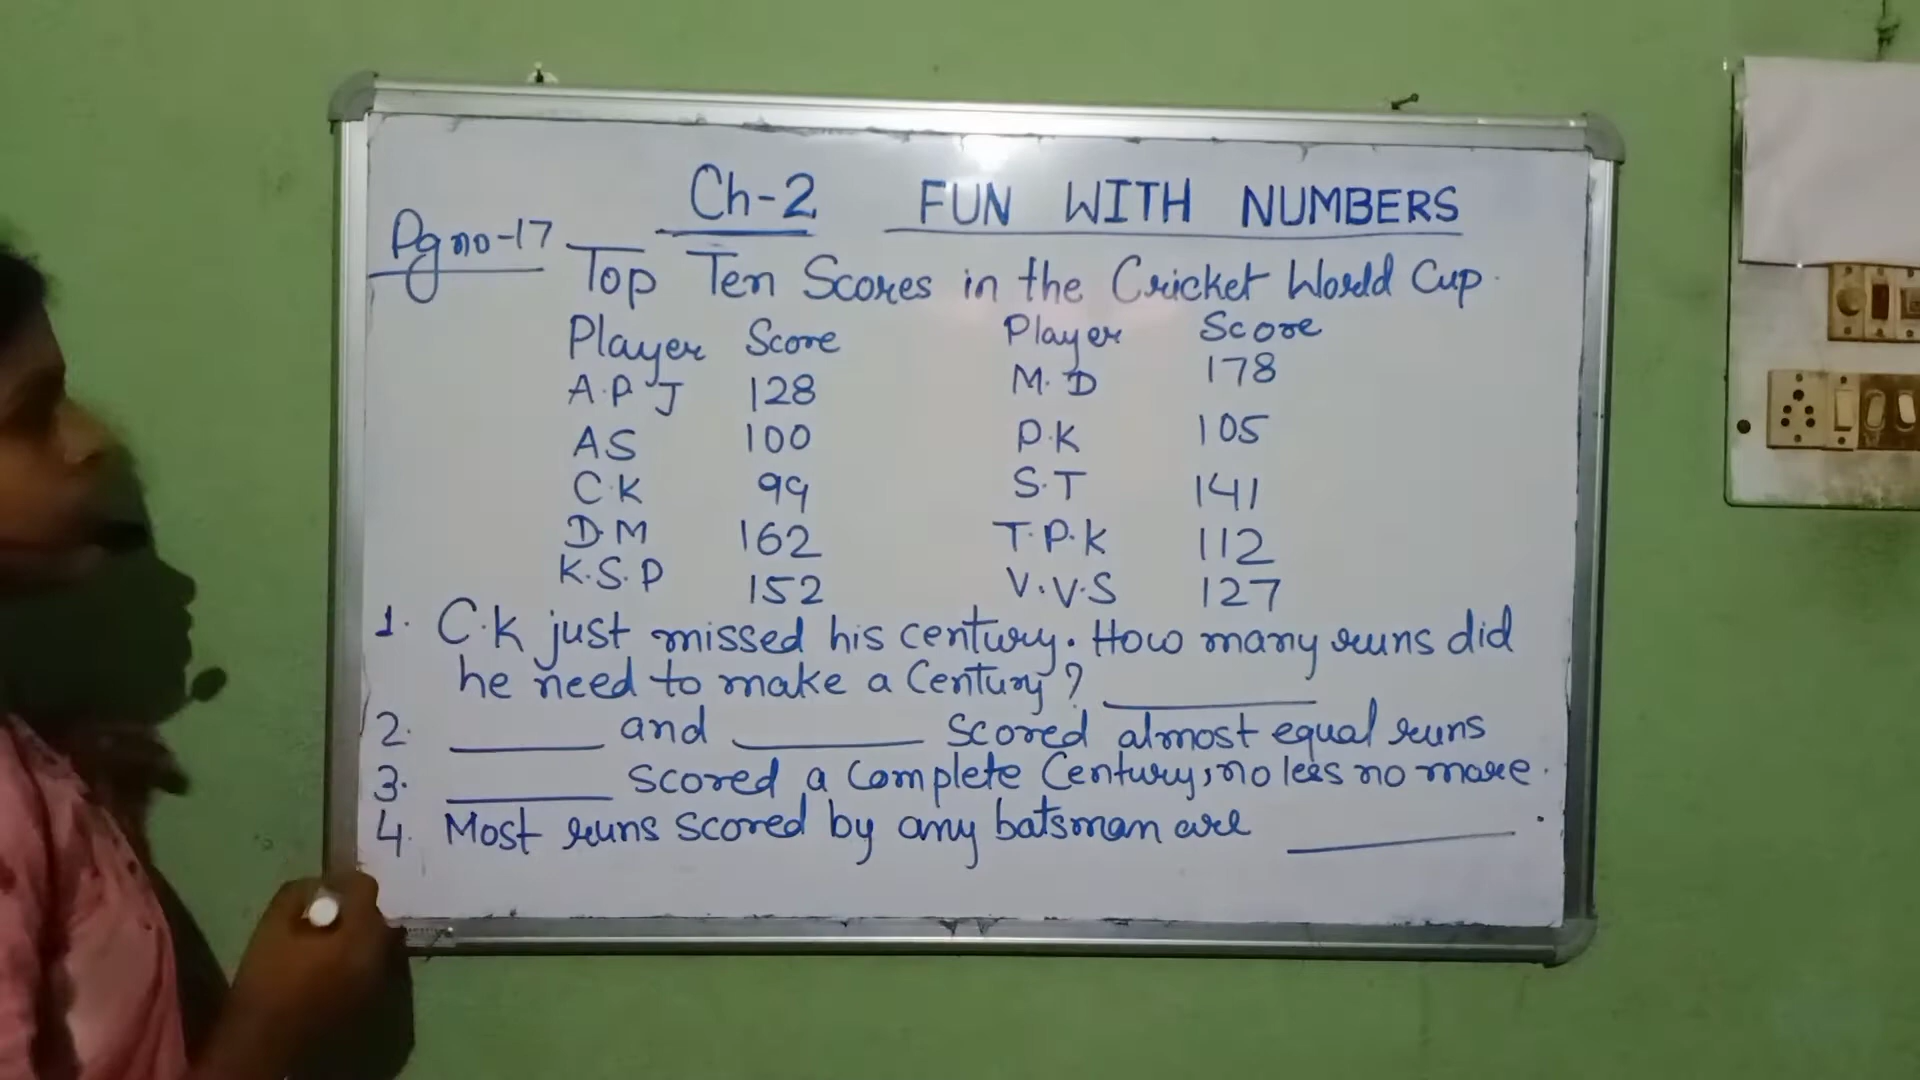 Ch-2 FUN WITH NUMBERS
Pg no-17
Top Ten Scores in the Cricket World Cup.
Player Score Player Score
A.P.J 128 M.D 178
AS 100 P.K 105
C.K 99 S.T 141
D.M 162 T.P.K 112
K.S.P 152 V.V.S 127
1. C.K just missed his century. How many runs did
he need to make a Century? ______
2. ______ and ______ scored almost equal runs
3. ______ scored a Complete Century, no less no more.
4. Most runs scored by any batsman are ______.